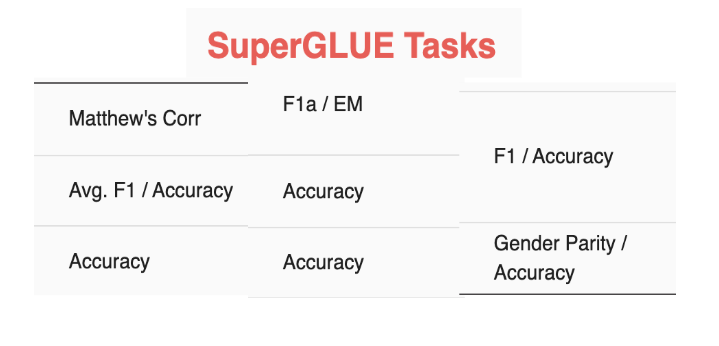 SuperGLUE Tasks
Matthew's Corr
Avg. F1 / Accuracy
Accuracy
F1a / EM
Accuracy
Accuracy
F1 / Accuracy
Gender Parity /
Accuracy